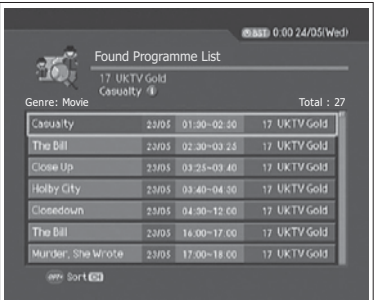 BST 0:00 24/05(Wed)
Found Programme List
17 UKTV Gold
Casualty
Genre: Movie Total : 27
Casualty 23/05 01:30~02:30 17 UKTV Gold
The Bill 23/05 02:30~03:25 17 UKTV Gold
Close Up 23/05 03:25~03:40 17 UKTV Gold
Holby City 23/05 03:40~04:30 17 UKTV Gold
Closedown 23/05 04:30~12:00 17 UKTV Gold
The Bill 23/05 16:00~17:00 17 UKTV Gold
Murder, She Wrote 23/05 17:00~18:00 17 UKTV Gold
OPT+ Sort